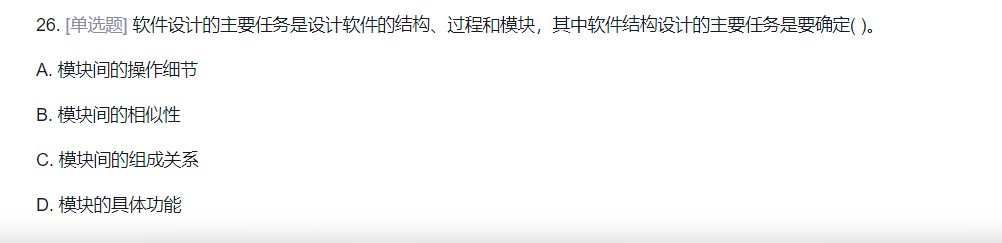 26. [单选题] 软件设计的主要任务是设计软件的结构、过程和模块，其中软件结构设计的主要任务是要确定( )。
A. 模块间的操作细节
B. 模块间的相似性
C. 模块间的组成关系
D. 模块的具体功能